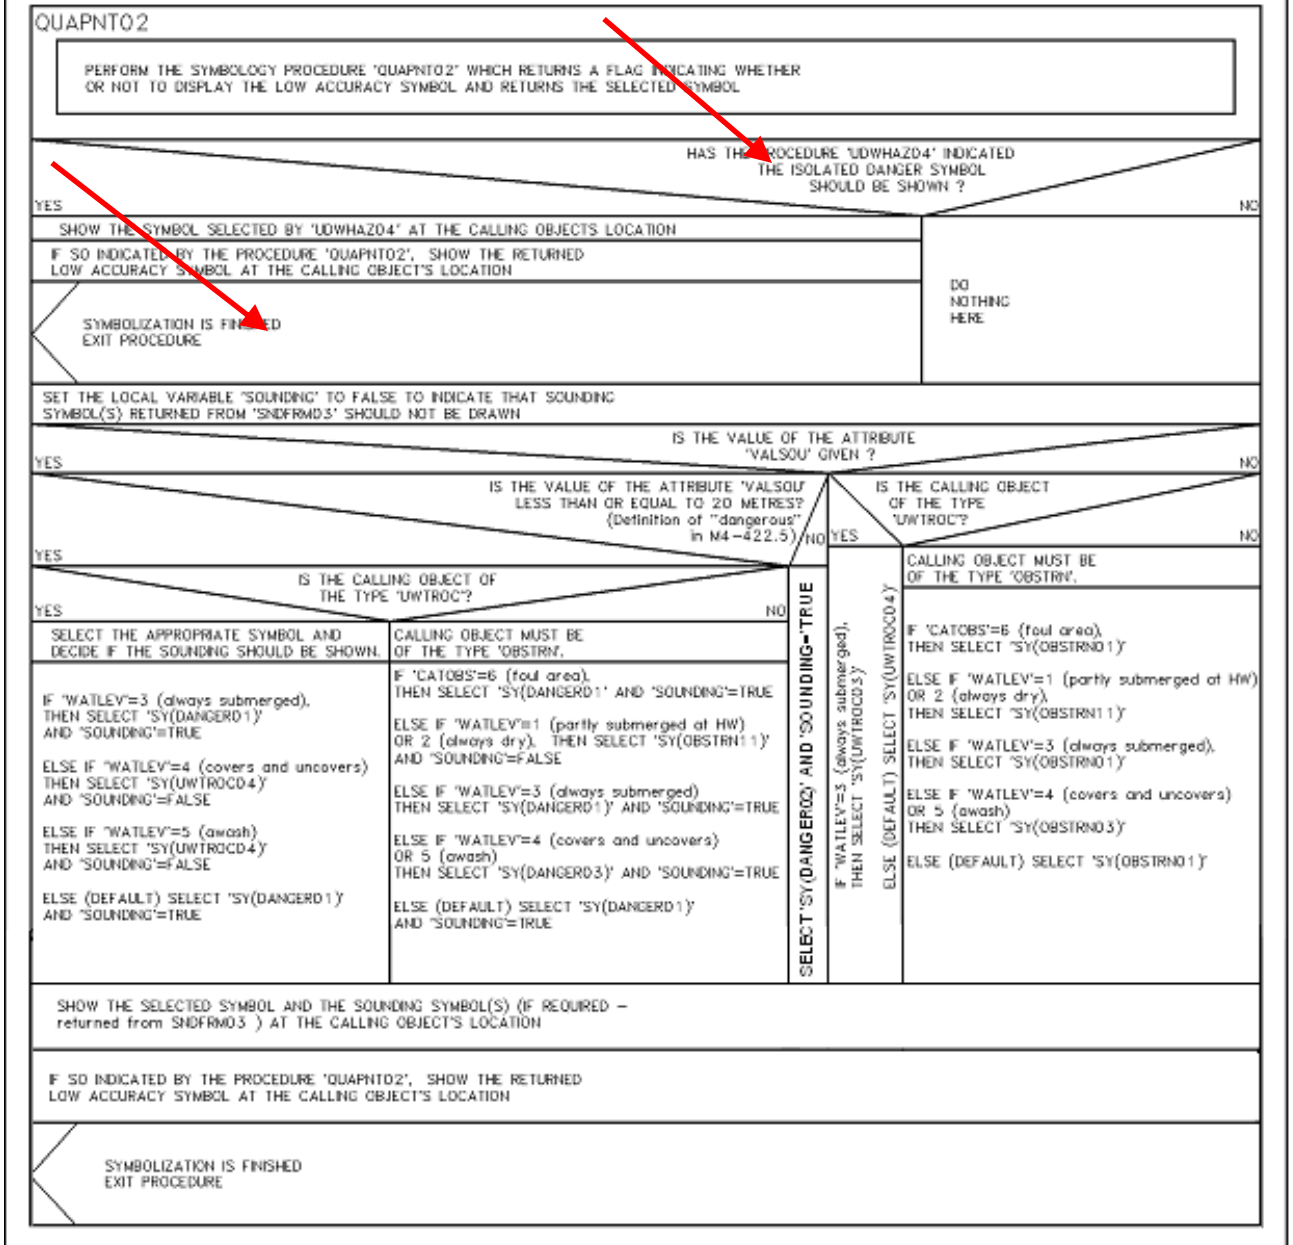 QUAPNT02
PERFORM THE SYMBOLOGY PROCEDURE 'QUAPNT02' WHICH RETURNS A FLAG INDICATING WHETHER
OR NOT TO DISPLAY THE LOW ACCURACY SYMBOL AND RETURNS THE SELECTED SYMBOL
HAS THE PROCEDURE 'UDWHAZ04' INDICATED
THE ISOLATED DANGER SYMBOL
SHOULD BE SHOWN ?
YES
NO
SHOW THE SYMBOL SELECTED BY 'UDWHAZ04' AT THE CALLING OBJECTS LOCATION
IF SO INDICATED BY THE PROCEDURE 'QUAPNT02', SHOW THE RETURNED
LOW ACCURACY SYMBOL AT THE CALLING OBJECT'S LOCATION
DO
NOTHING
HERE
SYMBOLIZATION IS FINISHED
EXIT PROCEDURE
SET THE LOCAL VARIABLE 'SOUNDING' TO FALSE TO INDICATE THAT SOUNDING
SYMBOL(S) RETURNED FROM 'SNDFRM03' SHOULD NOT BE DRAWN
IS THE VALUE OF THE ATTRIBUTE
'VALSOU' GIVEN ?
YES
NO
IS THE VALUE OF THE ATTRIBUTE 'VALSOU'
LESS THAN OR EQUAL TO 20 METRES?
(Definition of "dangerous"
in M4-422.5)
YES
NO
IS THE CALLING OBJECT
OF THE TYPE
'UWTROC'?
YES
NO
IS THE CALLING OBJECT OF
THE TYPE 'UWTROC'?
YES
NO
SELECT THE APPROPRIATE SYMBOL AND
DECIDE IF THE SOUNDING SHOULD BE SHOWN.
IF 'WATLEV'=3 (always submerged),
THEN SELECT 'SY(DANGER01)'
AND 'SOUNDING'=TRUE
ELSE IF 'WATLEV'=4 (covers and uncovers)
THEN SELECT 'SY(UWTROC04)'
AND 'SOUNDING'=FALSE
ELSE IF 'WATLEV'=5 (awash)
THEN SELECT 'SY(UWTROC04)'
AND 'SOUNDING'=FALSE
ELSE (DEFAULT) SELECT 'SY(DANGER01)'
AND 'SOUNDING'=TRUE
CALLING OBJECT MUST BE
OF THE TYPE 'OBSTRN'.
IF 'CATOBS'=6 (foul area),
THEN SELECT 'SY(DANGER01' AND 'SOUNDING'=TRUE
ELSE IF 'WATLEV'=1 (partly submerged at HW)
OR 2 (always dry), THEN SELECT 'SY(OBSTRN11)'
AND 'SOUNDING'=FALSE
ELSE IF 'WATLEV'=3 (always submerged)
THEN SELECT 'SY(DANGER01)' AND 'SOUNDING'=TRUE
ELSE IF 'WATLEV'=4 (covers and uncovers)
OR 5 (awash)
THEN SELECT 'SY(DANGER03)' AND 'SOUNDING'=TRUE
ELSE (DEFAULT) SELECT 'SY(DANGER01)'
AND 'SOUNDING'=TRUE
SELECT 'SY(DANGER02)' AND 'SOUNDING='TRUE
IF 'WATLEV'=3 (always submerged),
THEN SELECT 'SY(UWTROC03)'
ELSE (DEFAULT) SELECT 'SY(UWTROC04)'
CALLING OBJECT MUST BE
OF THE TYPE 'OBSTRN'.
IF 'CATOBS'=6 (foul area),
THEN SELECT 'SY(OBSTRN01)'
ELSE IF 'WATLEV'=1 (partly submerged at HW)
OR 2 (always dry),
THEN SELECT 'SY(OBSTRN11)'
ELSE IF 'WATLEV'=3 (always submerged),
THEN SELECT 'SY(OBSTRN01)'
ELSE IF 'WATLEV'=4 (covers and uncovers)
OR 5 (awash)
THEN SELECT 'SY(OBSTRN03)'
ELSE (DEFAULT) SELECT 'SY(OBSTRN01)'
SHOW THE SELECTED SYMBOL AND THE SOUNDING SYMBOL(S) (IF REQUIRED -
returned from SNDFRM03 ) AT THE CALLING OBJECT'S LOCATION
IF SO INDICATED BY THE PROCEDURE 'QUAPNT02', SHOW THE RETURNED
LOW ACCURACY SYMBOL AT THE CALLING OBJECT'S LOCATION
SYMBOLIZATION IS FINISHED
EXIT PROCEDURE